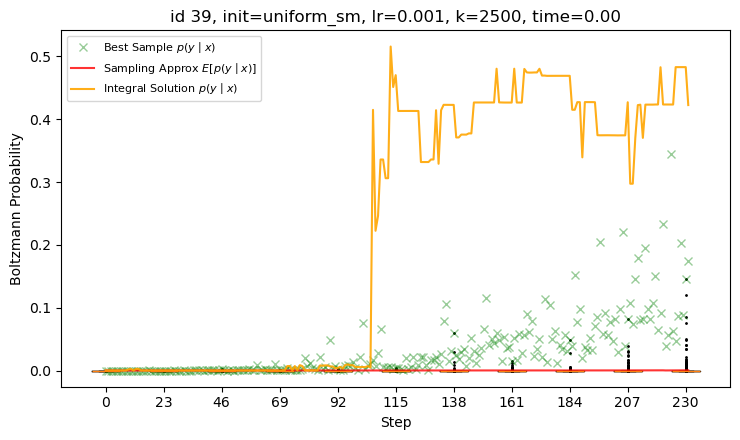 id 39, init=uniform_sm, lr=0.001, k=2500, time=0.00
Best Sample p(y | x)
Sampling Approx E[p(y | x)]
Integral Solution p(y | x)
Boltzmann Probability
0.5
0.4
0.3
0.2
0.1
0.0
0 23 46 69 92 115 138 161 184 207 230
Step